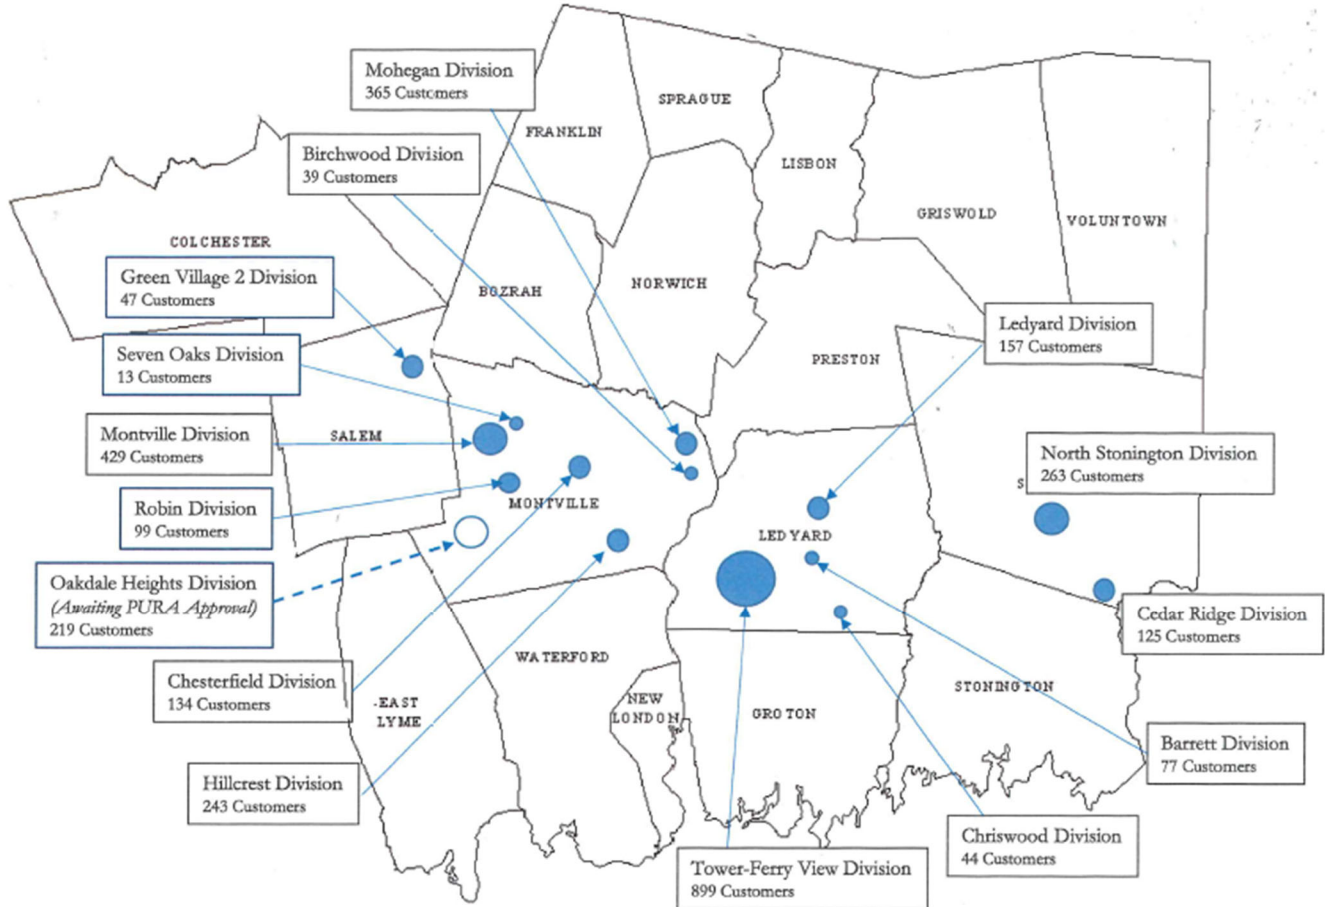 Mohegan Division
365 Customers
SPRAGUE
FRANKLIN
Birchwood Division
39 Customers
LISBON
GRISWOLD
VOLUNTOWN
COLCHESTER
Green Village 2 Division
47 Customers
BOZRAH
NORWICH
Ledyard Division
157 Customers
Seven Oaks Division
13 Customers
PRESTON
Montville Division
429 Customers
SALEM
North Stonington Division
263 Customers
S
Robin Division
99 Customers
MONTVILLE
LEDYARD
Oakdale Heights Division
(Awaiting PURA Approval)
219 Customers
Cedar Ridge Division
125 Customers
WATERFORD
Chesterfield Division
134 Customers
STONINGTON
-EAST
LYME
NEW
LONDON
GROTON
Barrett Division
77 Customers
Hillcrest Division
243 Customers
Chriswood Division
44 Customers
Tower-Ferry View Division
899 Customers